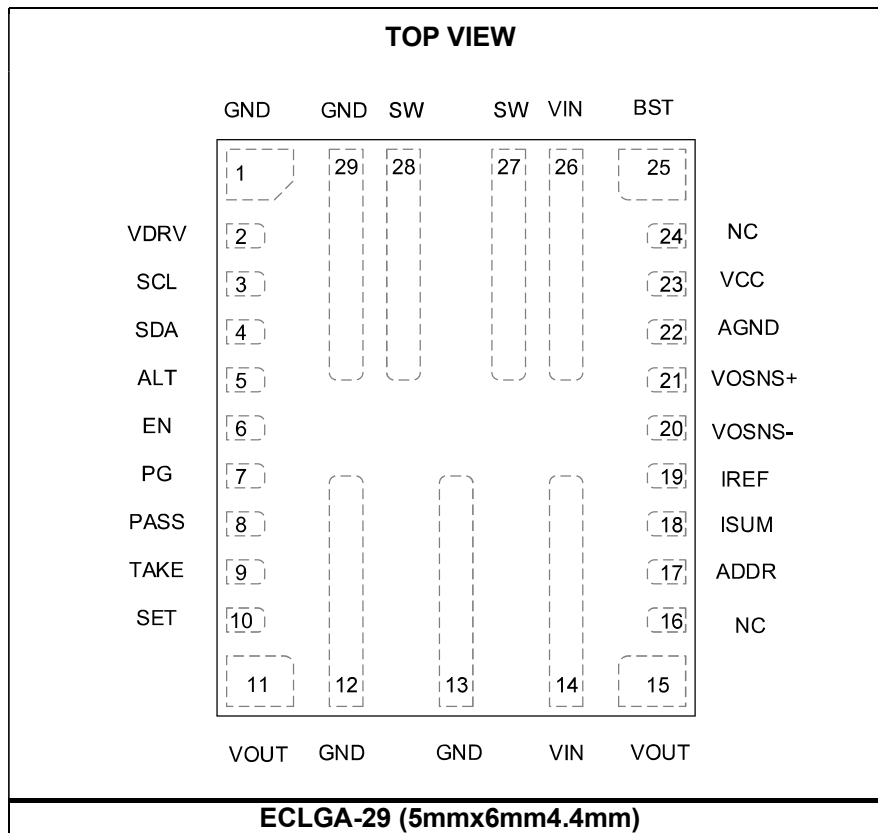 TOP VIEW
GND GND SW SW VIN BST
1 29 28 27 26 25
VDRV 2 24 NC
SCL 3 23 VCC
SDA 4 22 AGND
ALT 5 21 VOSNS+
EN 6 20 VOSNS-
PG 7 19 IREF
PASS 8 18 ISUM
TAKE 9 17 ADDR
SET 10 16 NC
11 12 13 14 15
VOUT GND GND VIN VOUT
ECLGA-29 (5mmx6mm4.4mm)